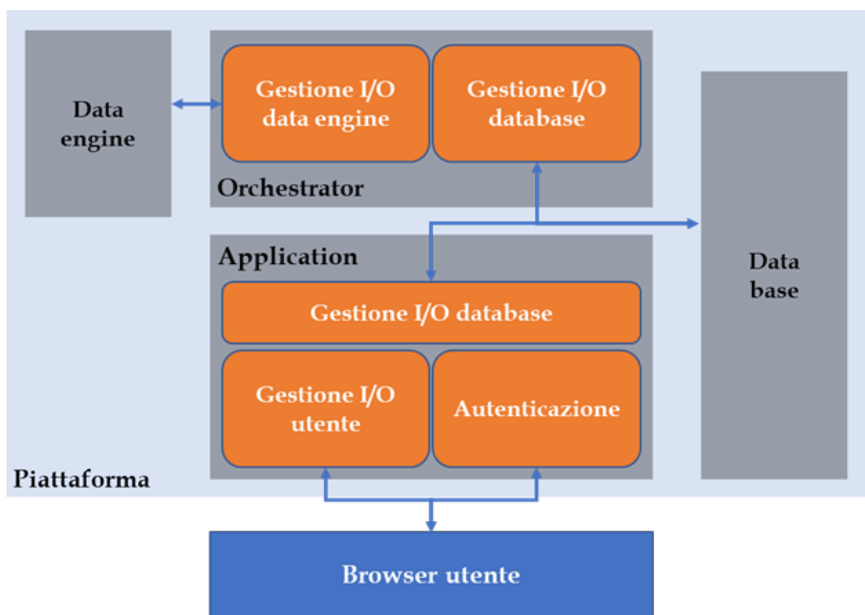 Data
engine
Gestione I/O
data engine
Gestione I/O
database
Orchestrator
Application
Gestione I/O database
Gestione I/O
utente
Autenticazione
Data
base
Piattaforma
Browser utente